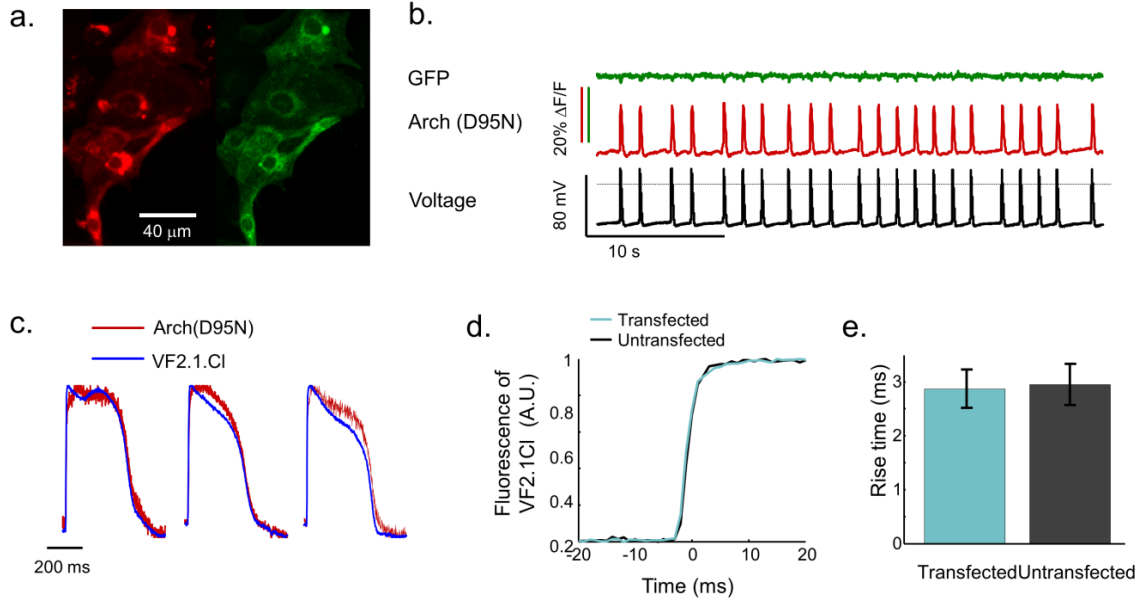 a.
40 μm
b.
GFP
Arch (D95N)
Voltage
20% ΔF/F
80 mV
10 s
c.
Arch(D95N)
VF2.1.Cl
200 ms
d.
Transfected
Untransfected
Fluorescence of
VF2.1Cl (A.U.)
1
0.8
0.6
0.4
0.2
-20
-10
0
10
20
Time (ms)
e.
Rise time (ms)
3
2
1
0
Transfected
Untransfected